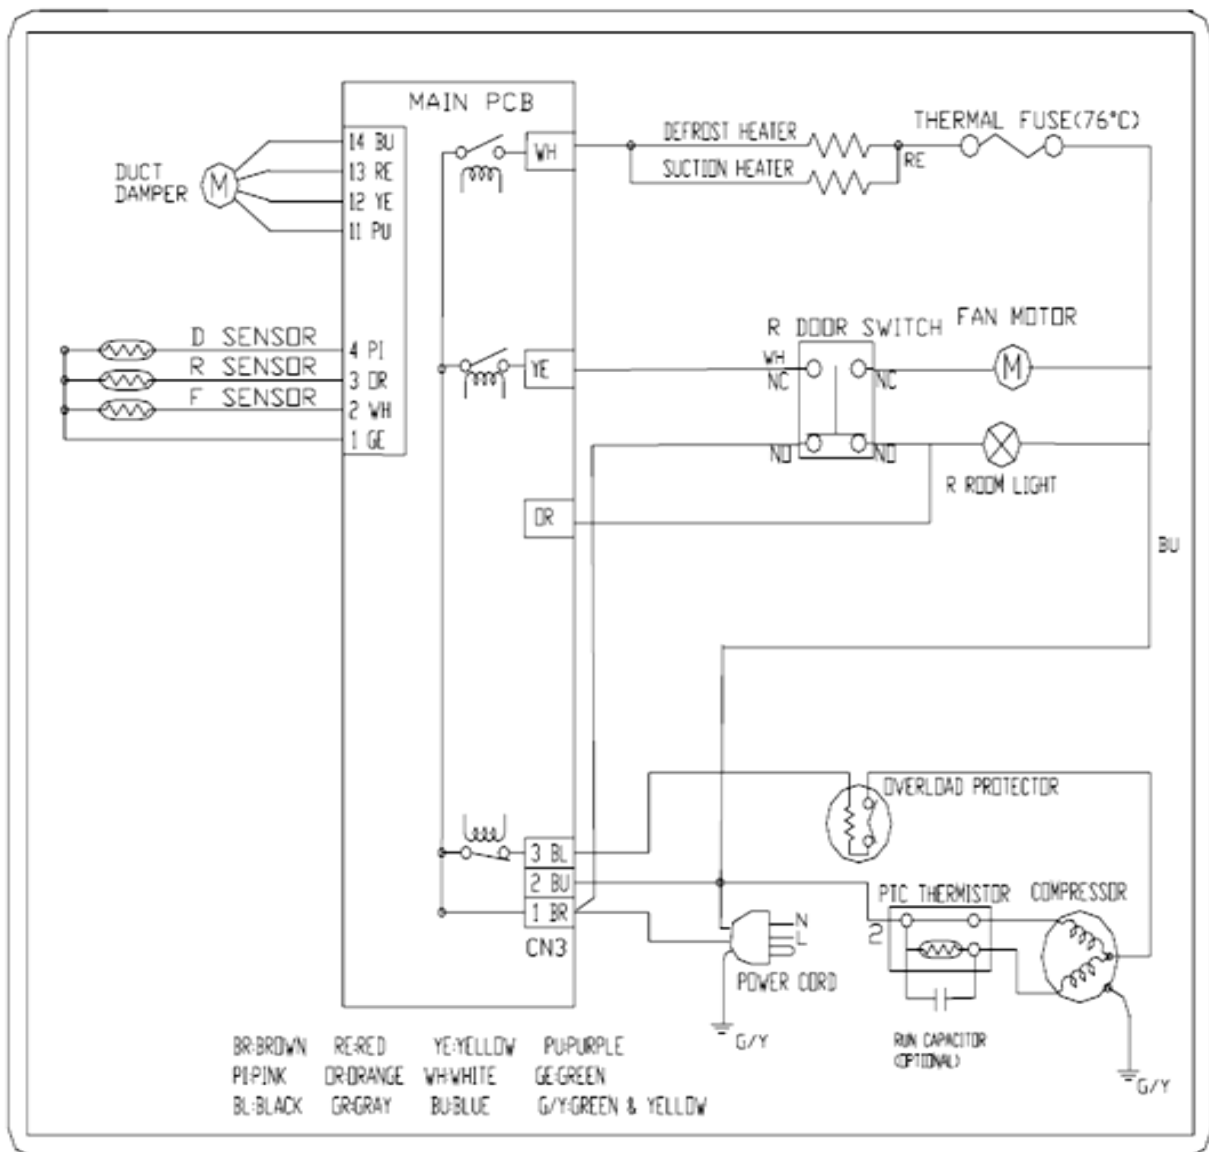 MAIN PCB
DEFROST HEATER
THERMAL FUSE(76°C)
14 BU
WH
SUCTION HEATER
RE
DUCT
DAMPER
M
13 RE
12 YE
11 PU
R DOOR SWITCH
FAN MOTOR
D SENSOR
4 PI
WH
NC
NC
M
YE
R SENSOR
3 OR
F SENSOR
2 WH
1 GE
NO
NO
R ROOM LIGHT
OR
BU
OVERLOAD PROTECTOR
3 BL
2 BU
1 BR
CN3
PTC THERMISTOR
COMPRESSOR
2
N
L
POWER CORD
G/Y
RUN CAPACITOR
(OPTIONAL)
G/Y
BR:BROWN RE:RED YE:YELLOW PU:PURPLE
PI:PINK OR:ORANGE WH:WHITE GE:GREEN
BL:BLACK GR:GRAY BU:BLUE G/Y:GREEN & YELLOW